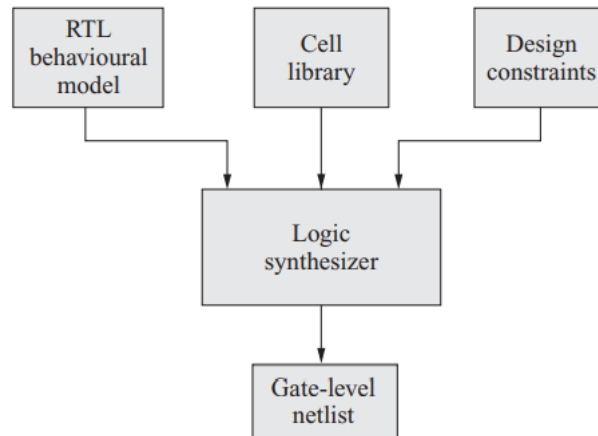 RTL
behavioural
model
Cell
library
Design
constraints
Logic
synthesizer
Gate-level
netlist